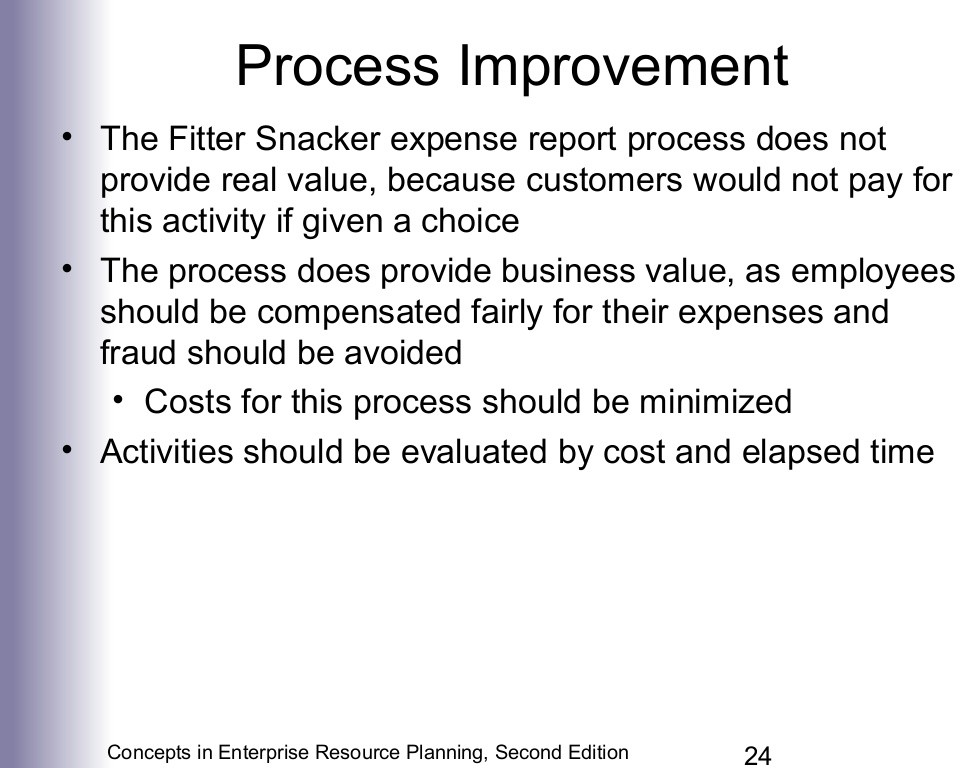 Process Improvement
• The Fitter Snacker expense report process does not
provide real value, because customers would not pay for
this activity if given a choice
• The process does provide business value, as employees
should be compensated fairly for their expenses and
fraud should be avoided
• Costs for this process should be minimized
• Activities should be evaluated by cost and elapsed time
Concepts in Enterprise Resource Planning, Second Edition
24